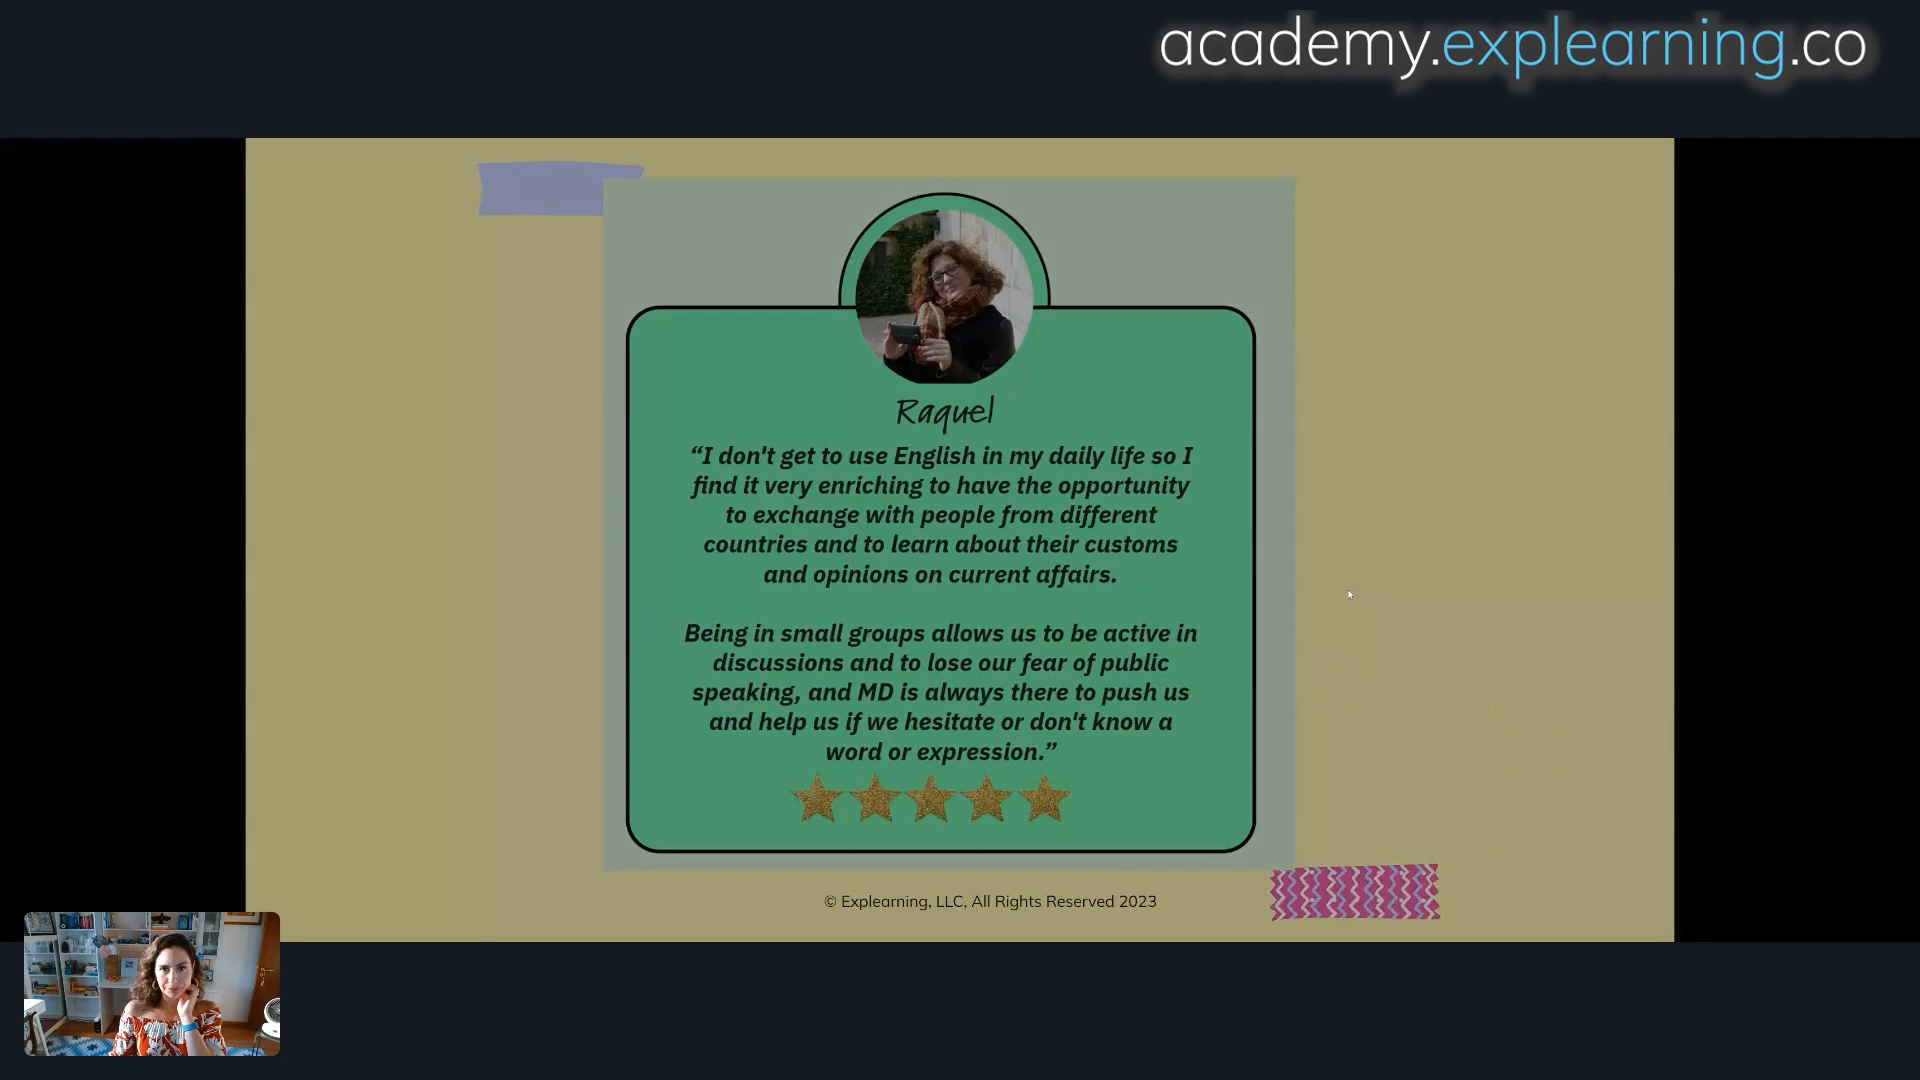 academy.explearning.co
Raquel
“I don't get to use English in my daily life so I
find it very enriching to have the opportunity
to exchange with people from different
countries and to learn about their customs
and opinions on current affairs.
Being in small groups allows us to be active in
discussions and to lose our fear of public
speaking, and MD is always there to push us
and help us if we hesitate or don't know a
word or expression.”
© Explearning, LLC, All Rights Reserved 2023